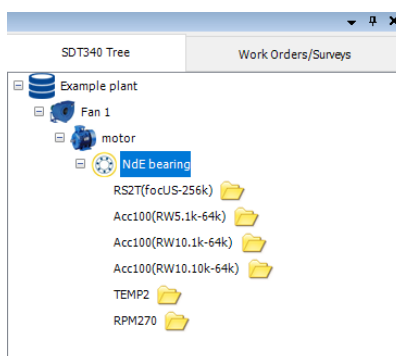 SDT340 Tree
Work Orders/Surveys
Example plant
Fan 1
motor
NdE bearing
RS2T(focUS-256k)
Acc100(RW5.1k-64k)
Acc100(RW10.1k-64k)
Acc100(RW10.10k-64k)
TEMP2
RPM270